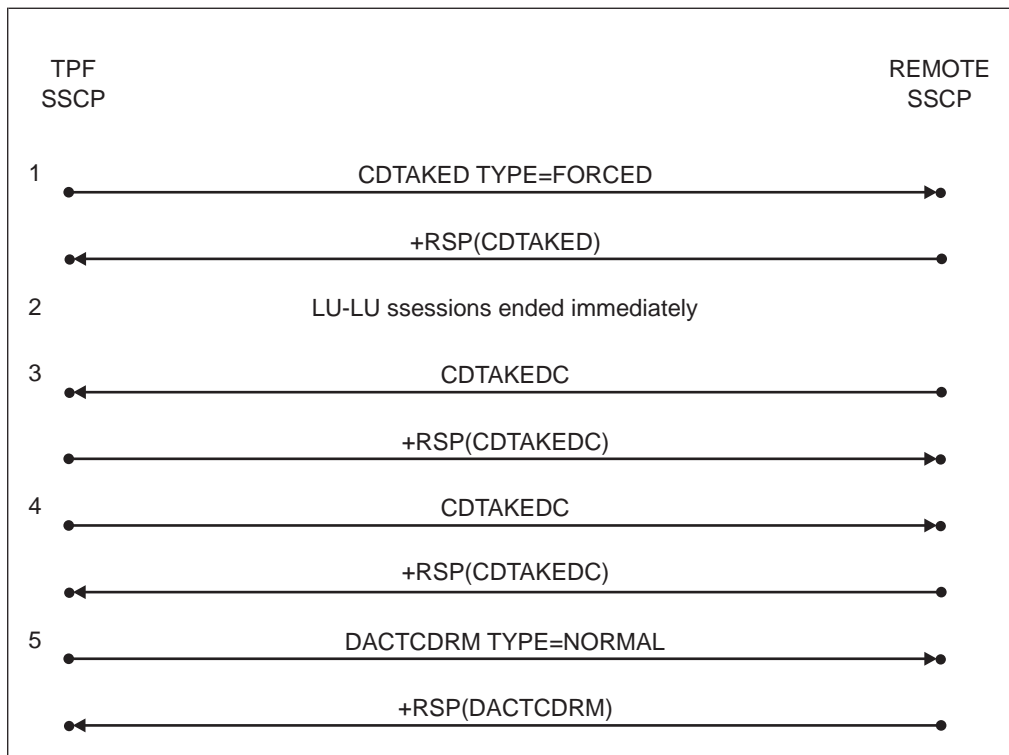 TPF
SSCP
REMOTE
SSCP
1
CDTAKED TYPE=FORCED
+RSP(CDTAKED)
2
LU-LU ssessions ended immediately
3
CDTAKEDC
+RSP(CDTAKEDC)
4
CDTAKEDC
+RSP(CDTAKEDC)
5
DACTCDRM TYPE=NORMAL
+RSP(DACTCDRM)